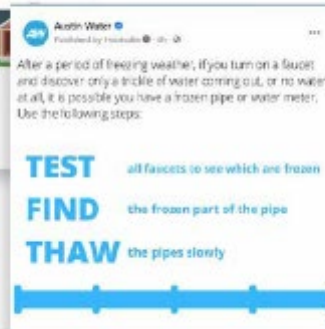 Austin Water
Published by Hootsuite · 4h ·
After a period of freezing weather, if you turn on a faucet
and discover only a trickle of water coming out, or no water
at all, it is possible you have a frozen pipe or water meter.
Use the following steps:
TEST all faucets to see which are frozen
FIND the frozen part of the pipe
THAW the pipes slowly